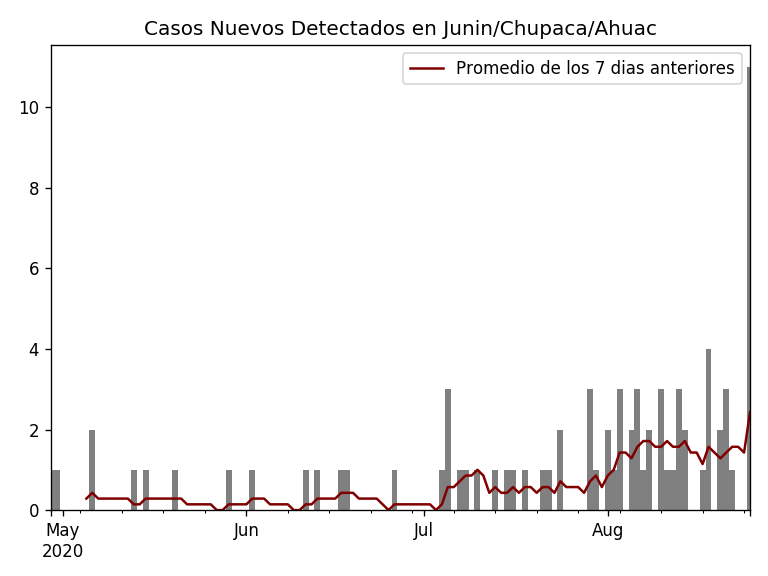 Casos Nuevos Detectados en Junin/Chupaca/Ahuac
Promedio de los 7 dias anteriores
10
8
6
4
2
0
May Jun Jul Aug
2020